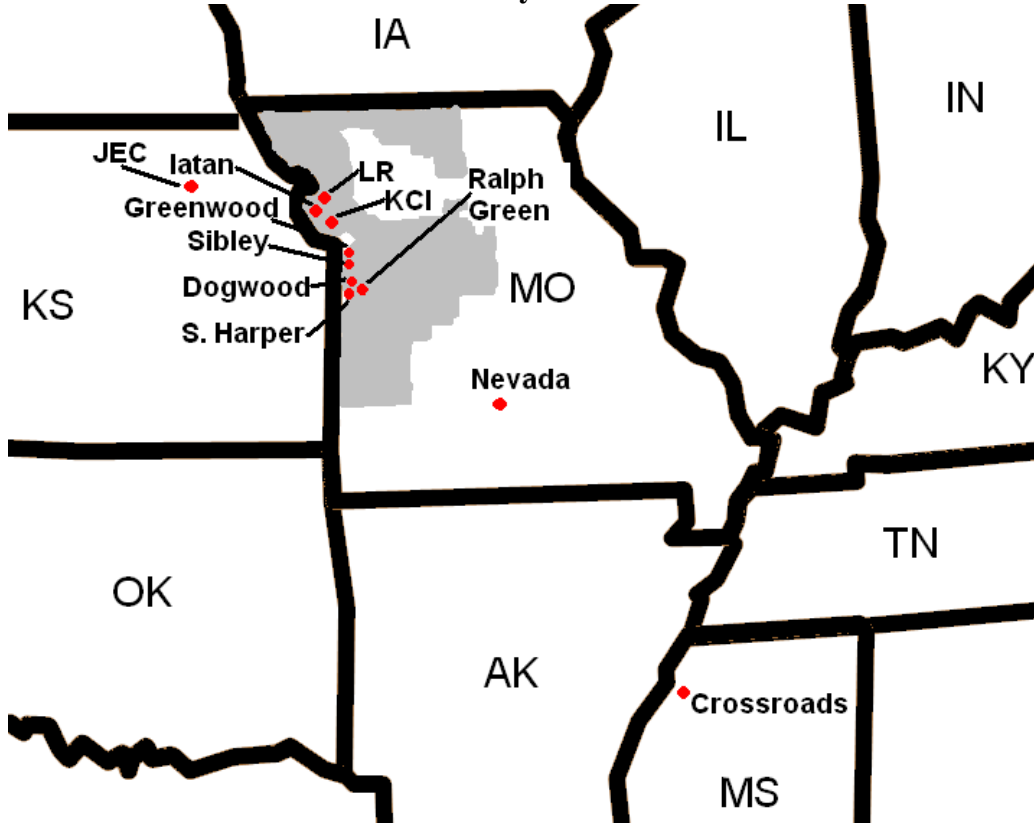 IA
IN
IL
JEC
Iatan
LR
Ralph
Green
KCI
Greenwood
Sibley
Dogwood
MO
KS
S. Harper
KY
Nevada
TN
OK
AK
Crossroads
MS